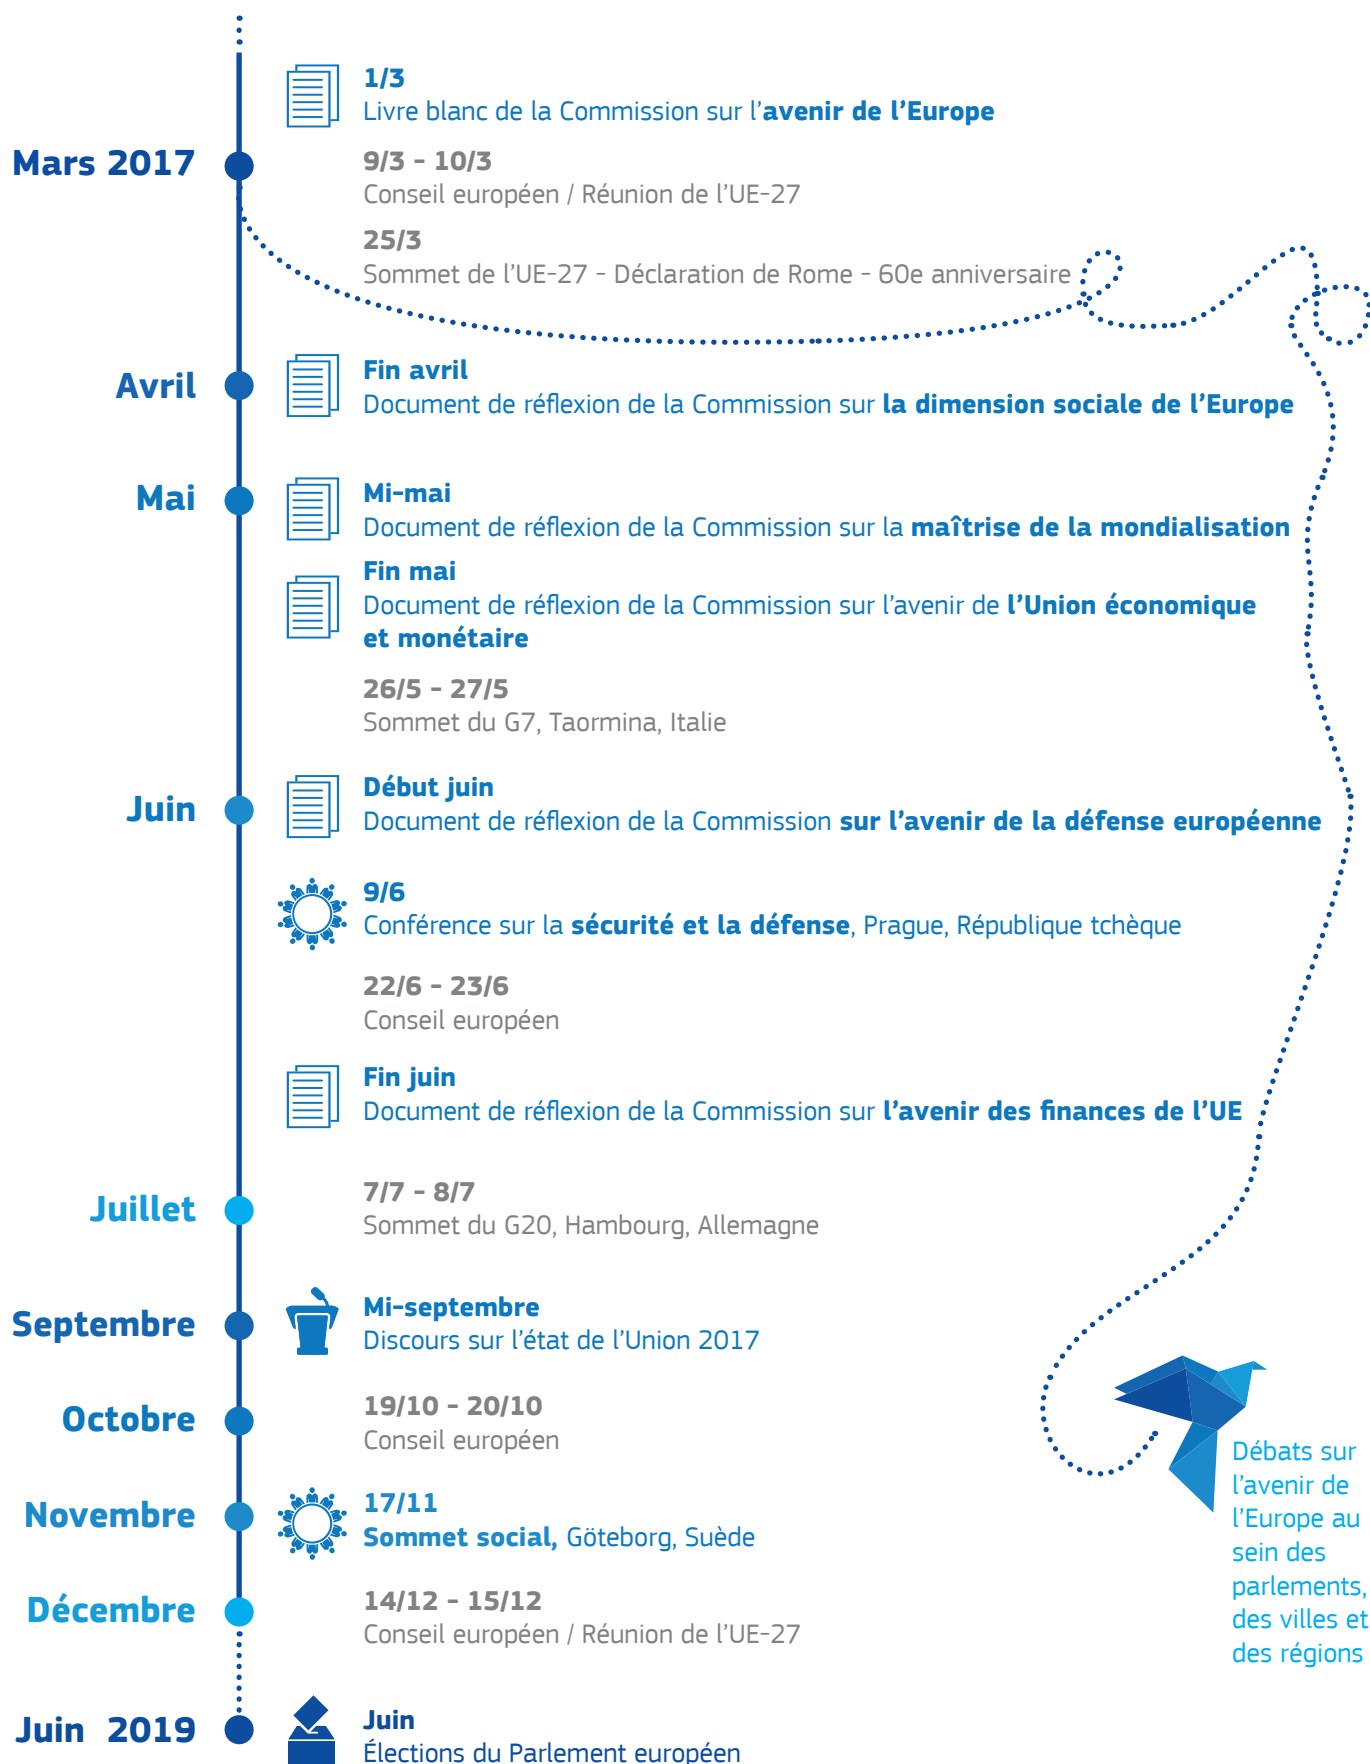 Mars 2017
1/3
Livre blanc de la Commission sur l’avenir de l’Europe
9/3 - 10/3
Conseil européen / Réunion de l’UE-27
25/3
Sommet de l’UE-27 - Déclaration de Rome - 60e anniversaire
Avril
Fin avril
Document de réflexion de la Commission sur la dimension sociale de l’Europe
Mai
Mi-mai
Document de réflexion de la Commission sur la maîtrise de la mondialisation
Fin mai
Document de réflexion de la Commission sur l’avenir de l’Union économique
et monétaire
26/5 - 27/5
Sommet du G7, Taormina, Italie
Juin
Début juin
Document de réflexion de la Commission sur l’avenir de la défense européenne
9/6
Conférence sur la sécurité et la défense, Prague, République tchèque
22/6 - 23/6
Conseil européen
Fin juin
Document de réflexion de la Commission sur l’avenir des finances de l’UE
Juillet
7/7 - 8/7
Sommet du G20, Hambourg, Allemagne
Septembre
Mi-septembre
Discours sur l’état de l’Union 2017
Octobre
19/10 - 20/10
Conseil européen
Novembre
17/11
Sommet social, Göteborg, Suède
Décembre
14/12 - 15/12
Conseil européen / Réunion de l’UE-27
Juin 2019
Juin
Élections du Parlement européen
Débats sur
l’avenir de
l’Europe au
sein des
parlements,
des villes et
des régions